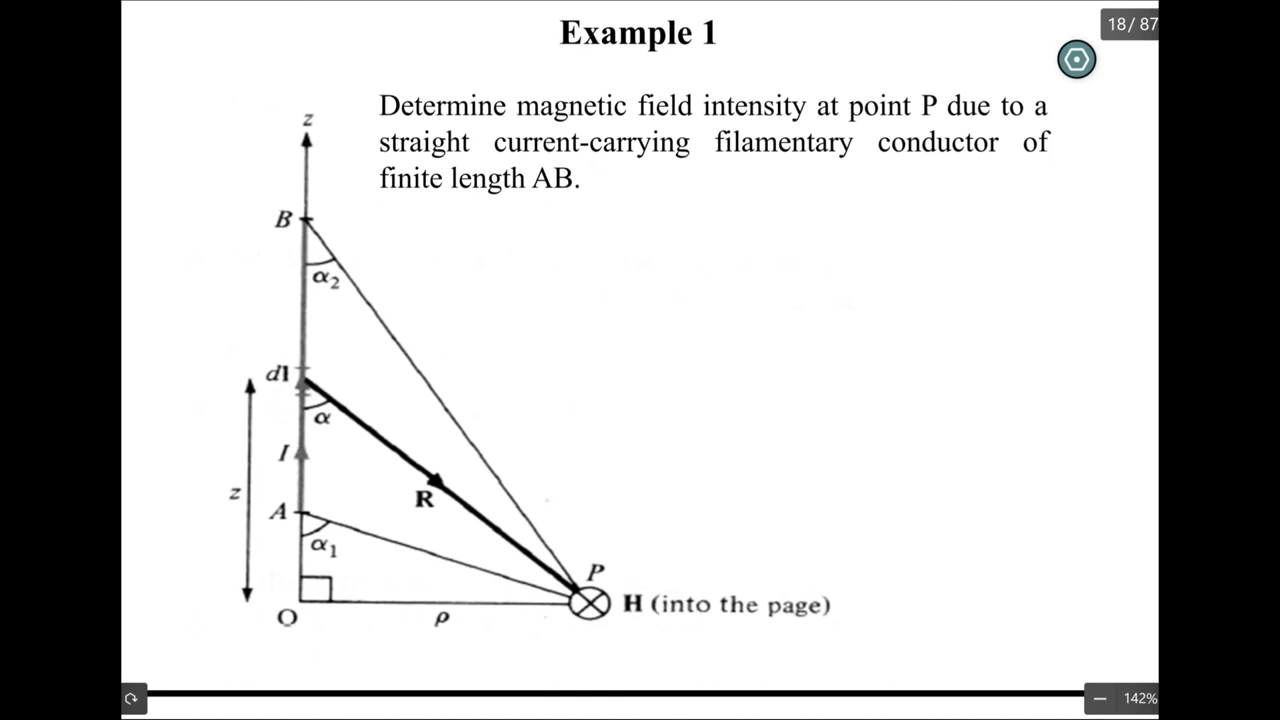 Example 1
18 / 87
Determine magnetic field intensity at point P due to a
straight current-carrying filamentary conductor of
finite length AB.
z
B
α₂
dl
α
I
z
R
A
α₁
P
H (into the page)
O
ρ
142%